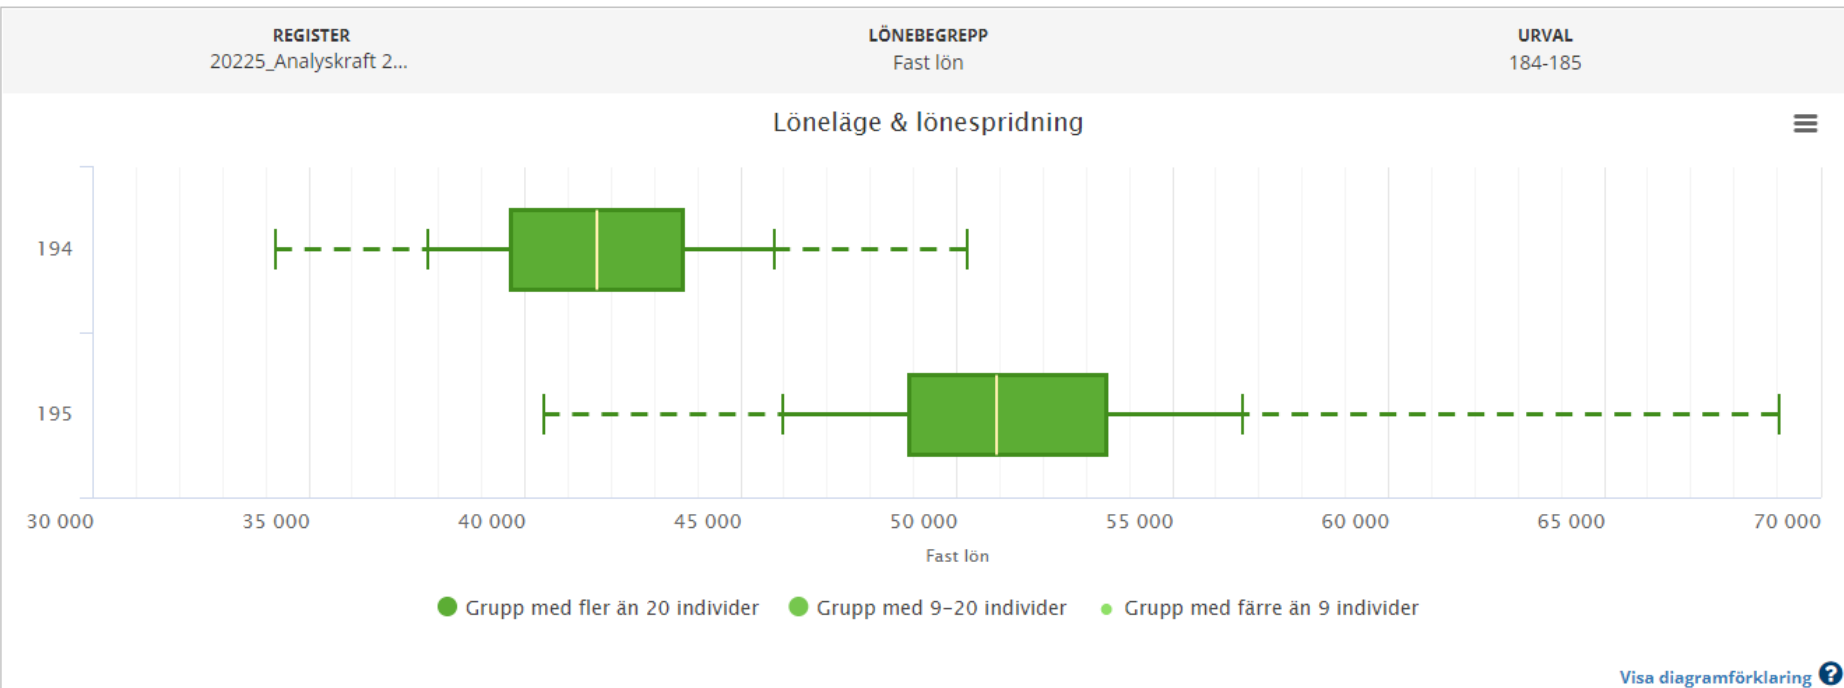 REGISTER LÖNEBEGREPP URVAL
20225_Analyskraft 2... Fast lön 184-185
Löneläge & lönespridning
194
195
30 000 35 000 40 000 45 000 50 000 55 000 60 000 65 000 70 000
Fast lön
Grupp med fler än 20 individer Grupp med 9–20 individer Grupp med färre än 9 individer
Visa diagramförklaring ?